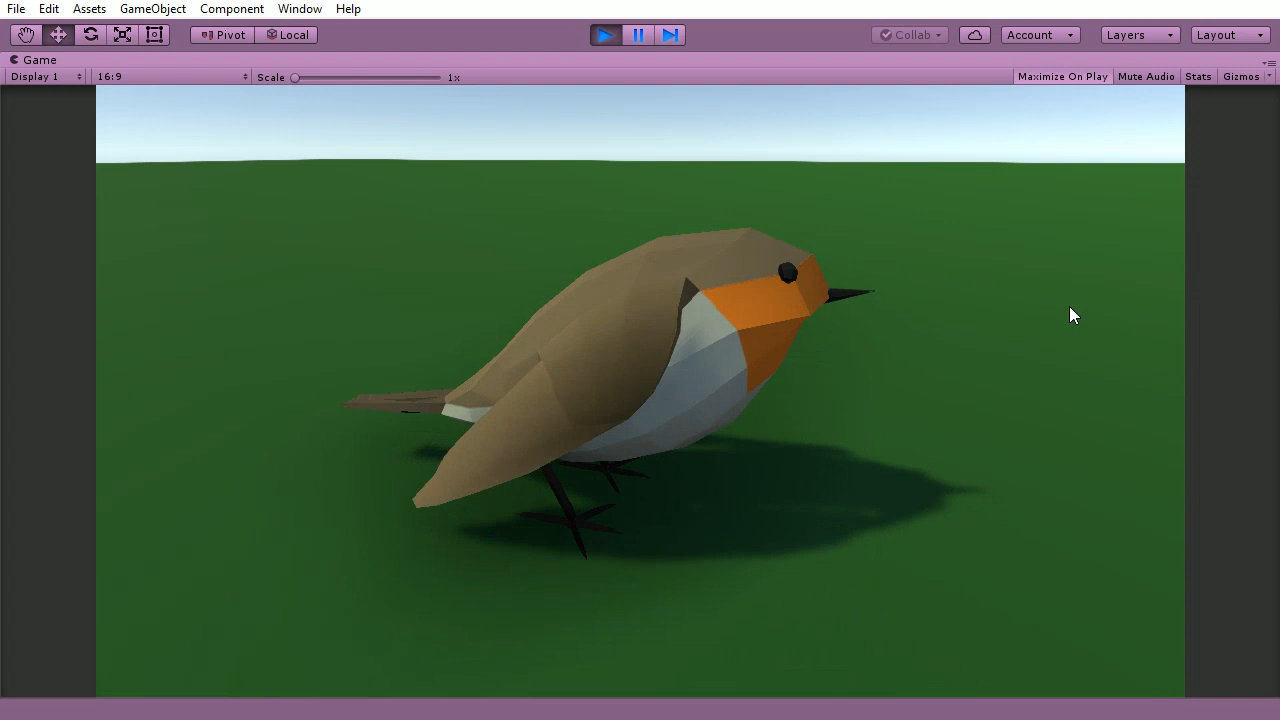 File Edit Assets GameObject Component Window Help
Pivot Local Collab Account Layers Layout
Game
Display 1 16:9 Scale 1x Maximize On Play Mute Audio Stats Gizmos